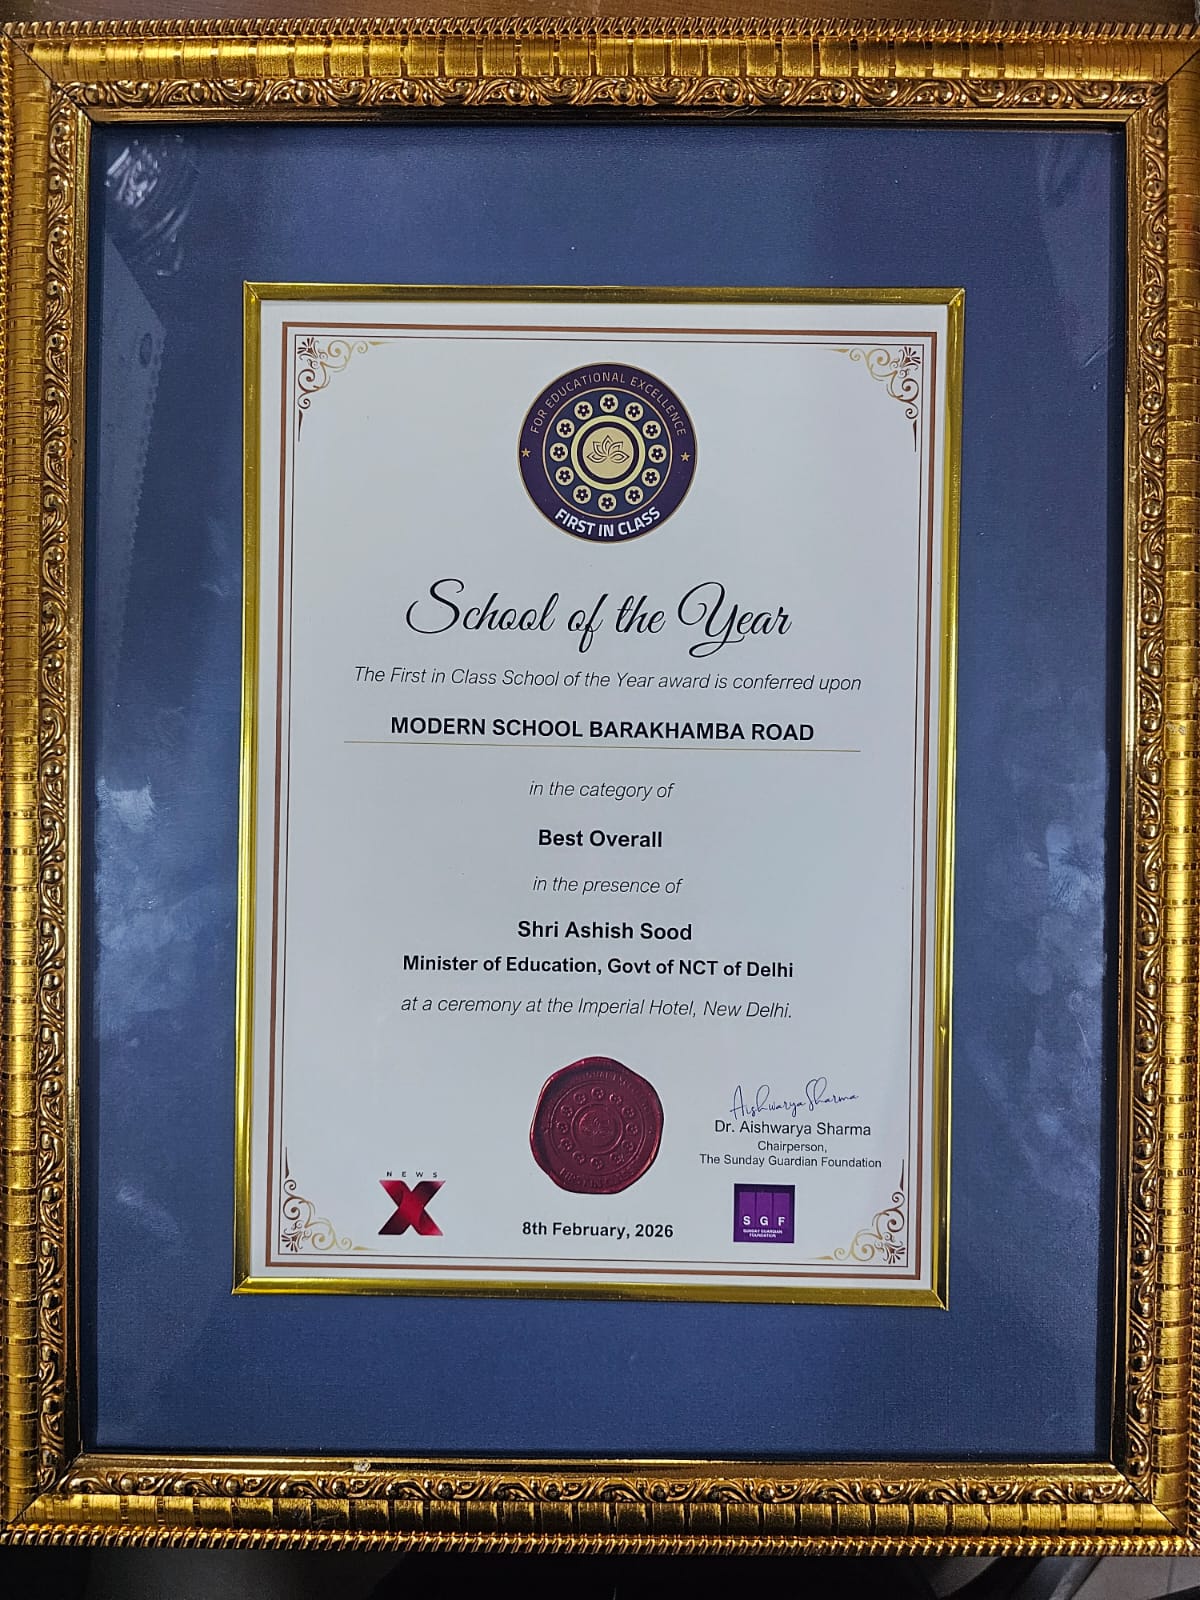 FOR EDUCATIONAL EXCELLENCE
FIRST IN CLASS
School of the Year
The First in Class School of the Year award is conferred upon
MODERN SCHOOL BARAKHAMBA ROAD
in the category of
Best Overall
in the presence of
Shri Ashish Sood
Minister of Education, Govt of NCT of Delhi
at a ceremony at the Imperial Hotel, New Delhi.
Aishwarya Sharma
Dr. Aishwarya Sharma
Chairperson,
The Sunday Guardian Foundation
NEWS
X
8th February, 2026
SGF
SUNDAY GUARDIAN
FOUNDATION